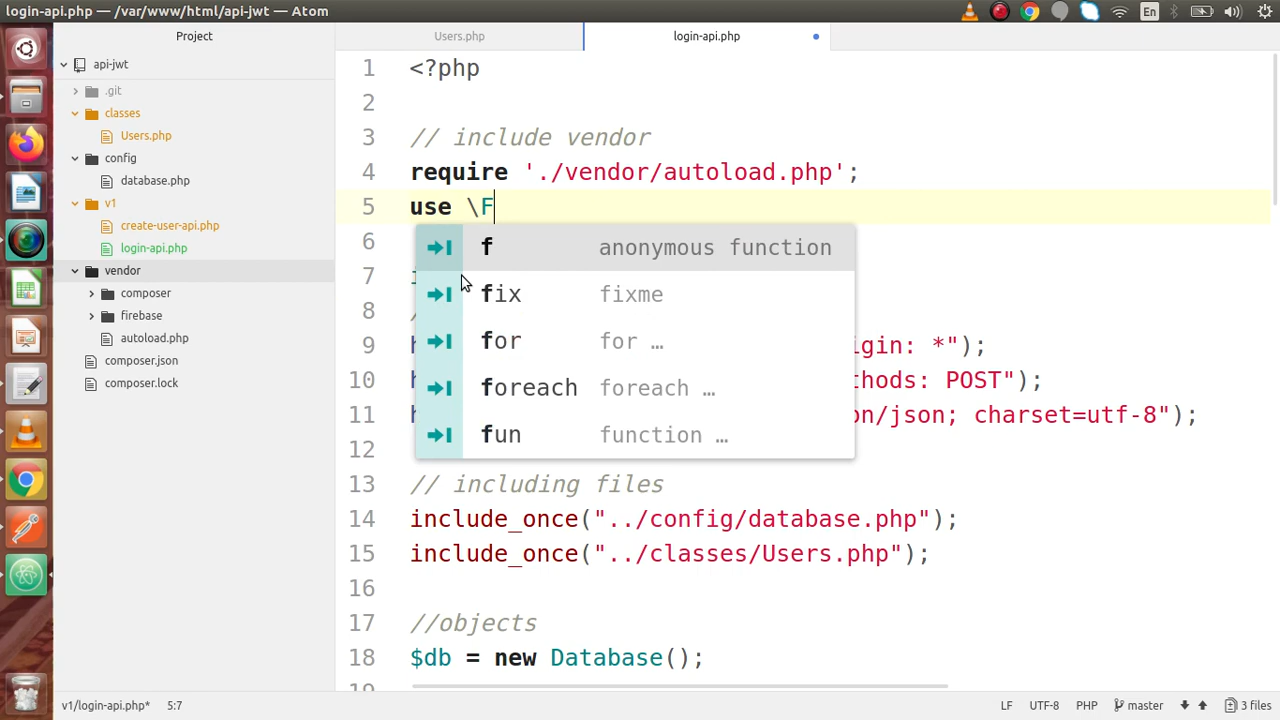 login-api.php — /var/www/html/api-jwt — Atom
En
Project
Users.php
login-api.php
api-jwt
.git
classes
Users.php
config
database.php
v1
create-user-api.php
login-api.php
vendor
composer
firebase
autoload.php
composer.json
composer.lock
1 <?php
2
3 // include vendor
4 require './vendor/autoload.php';
5 use \F
6
7
8
9 igin: *");
10 thods: POST");
11 on/json; charset=utf-8");
12
13 // including files
14 include_once("../config/database.php");
15 include_once("../classes/Users.php");
16
17 //objects
18 $db = new Database();
19
f anonymous function
fix fixme
for for …
foreach foreach …
fun function …
v1/login-api.php* 5:7
LF UTF-8 PHP master 3 files